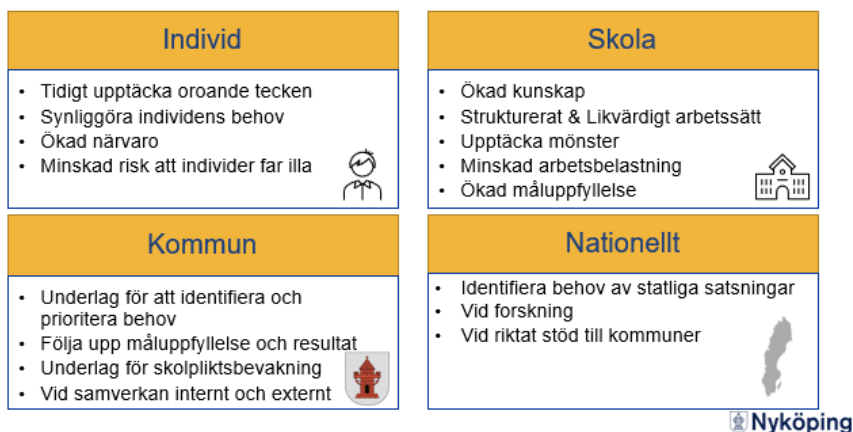 Individ
• Tidigt upptäcka oroande tecken
• Synliggöra individens behov
• Ökad närvaro
• Minskad risk att individer far illa
Skola
• Ökad kunskap
• Strukturerat & Likvärdigt arbetssätt
• Upptäcka mönster
• Minskad arbetsbelastning
• Ökad måluppfyllelse
Kommun
• Underlag för att identifiera och
prioritera behov
• Följa upp måluppfyllelse och resultat
• Underlag för skolpliktsbevakning
• Vid samverkan internt och externt
Nationellt
• Identifiera behov av statliga satsningar
• Vid forskning
• Vid riktat stöd till kommuner
Nyköping